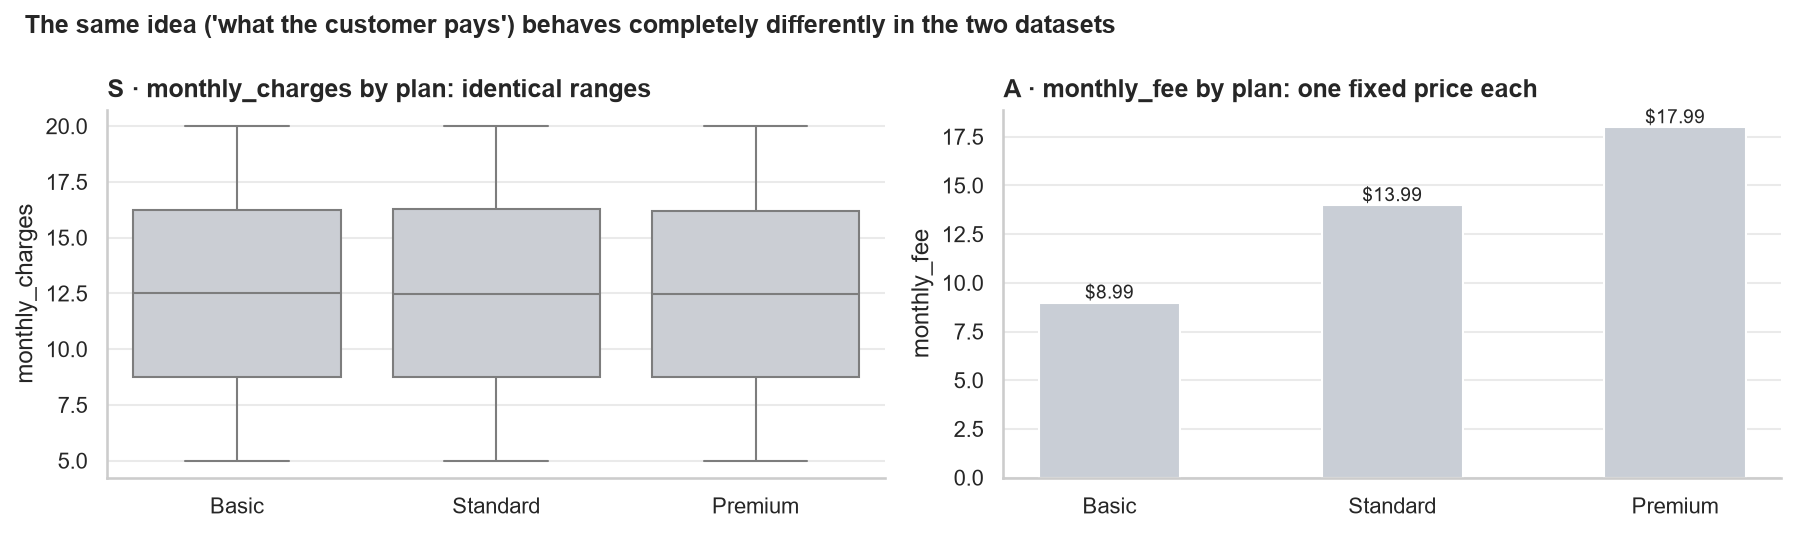 The same idea ('what the customer pays') behaves completely differently in the two datasets
S · monthly_charges by plan: identical ranges
monthly_charges
20.0
17.5
15.0
12.5
10.0
7.5
5.0
Basic
Standard
Premium
A · monthly_fee by plan: one fixed price each
monthly_fee
17.5
15.0
12.5
10.0
7.5
5.0
2.5
0.0
$8.99
$13.99
$17.99
Basic
Standard
Premium